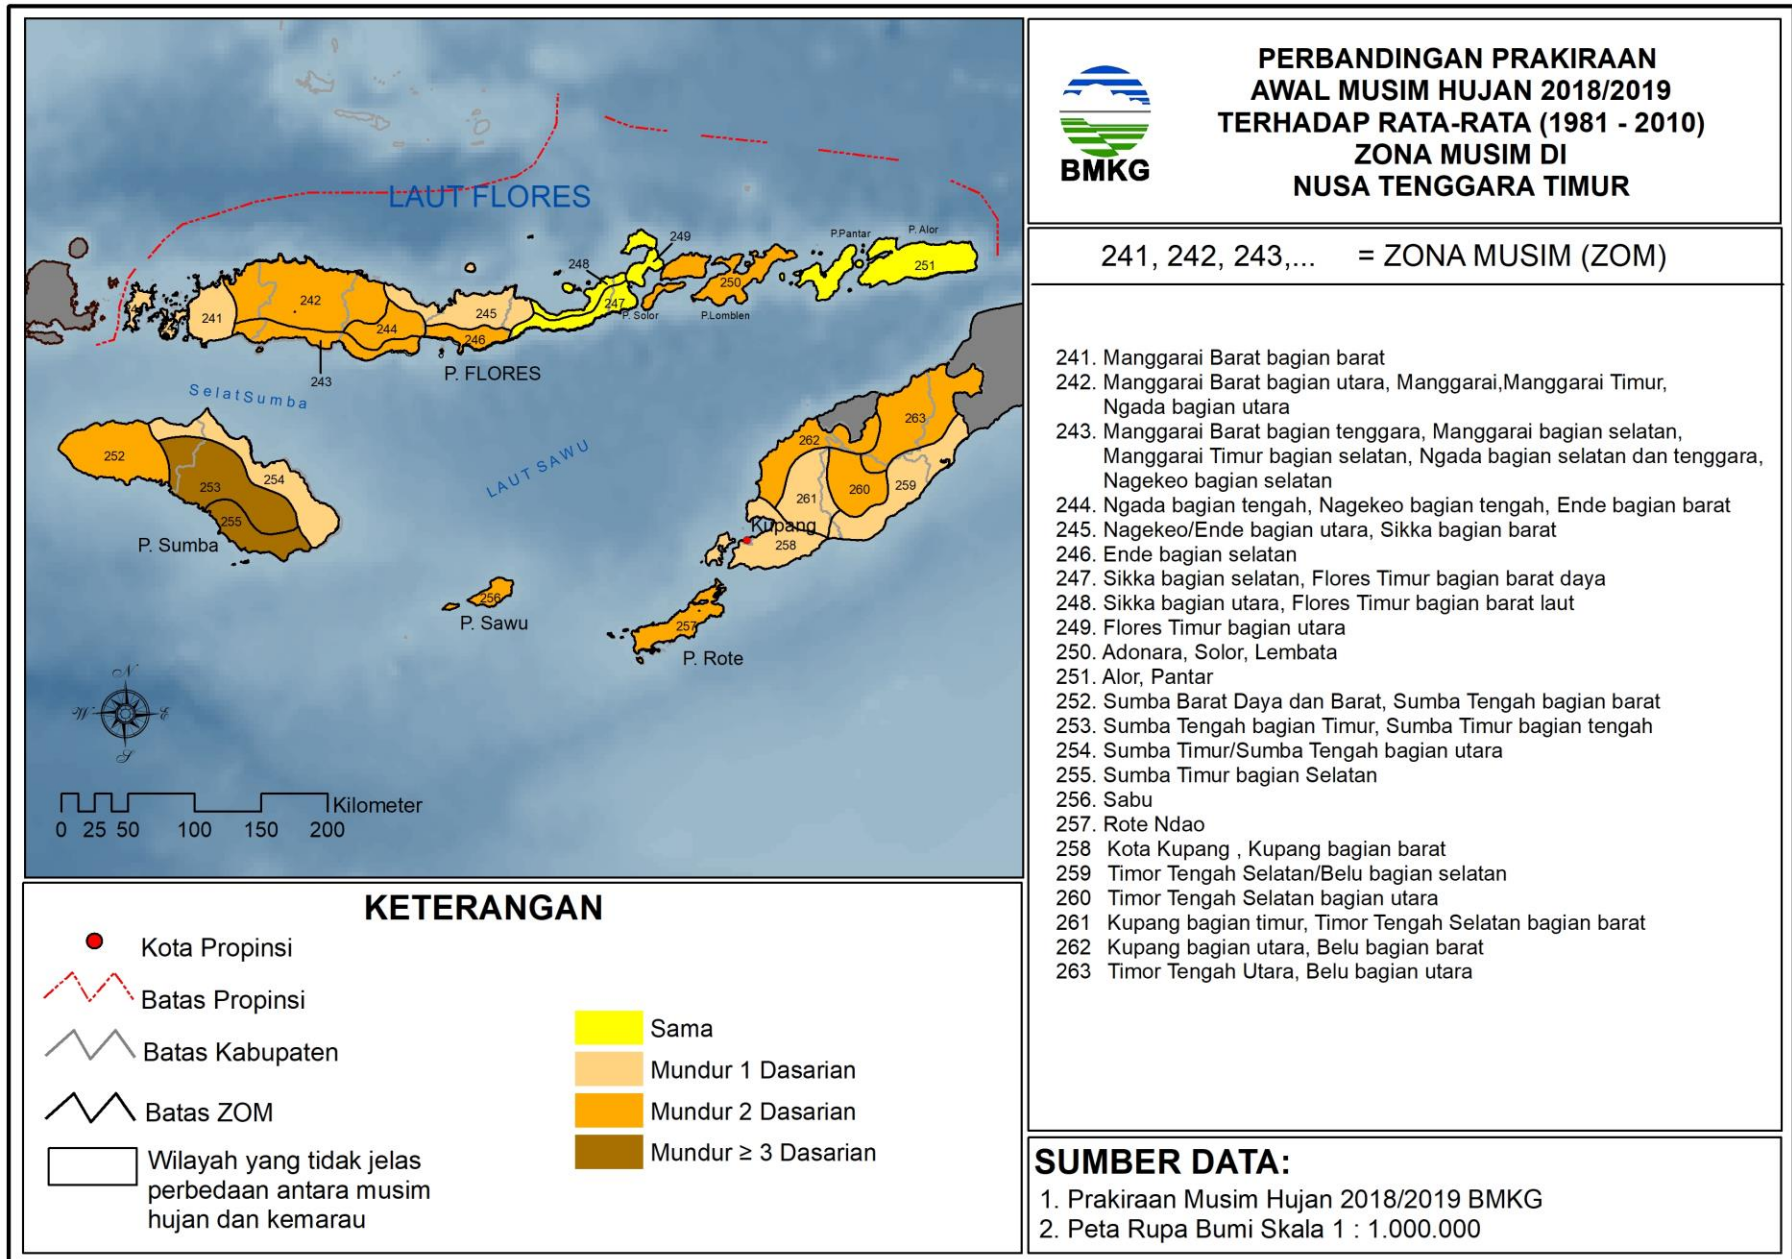 PERBANDINGAN PRAKIRAAN
AWAL MUSIM HUJAN 2018/2019
TERHADAP RATA-RATA (1981 - 2010)
ZONA MUSIM DI
NUSA TENGGARA TIMUR
BMKG
241, 242, 243,... = ZONA MUSIM (ZOM)
241. Manggarai Barat bagian barat
242. Manggarai Barat bagian utara, Manggarai,Manggarai Timur,
Ngada bagian utara
243. Manggarai Barat bagian tenggara, Manggarai bagian selatan,
Manggarai Timur bagian selatan, Ngada bagian selatan dan tenggara,
Nagekeo bagian selatan
244. Ngada bagian tengah, Nagekeo bagian tengah, Ende bagian barat
245. Nagekeo/Ende bagian utara, Sikka bagian barat
246. Ende bagian selatan
247. Sikka bagian selatan, Flores Timur bagian barat daya
248. Sikka bagian utara, Flores Timur bagian barat laut
249. Flores Timur bagian utara
250. Adonara, Solor, Lembata
251. Alor, Pantar
252. Sumba Barat Daya dan Barat, Sumba Tengah bagian barat
253. Sumba Tengah bagian Timur, Sumba Timur bagian tengah
254. Sumba Timur/Sumba Tengah bagian utara
255. Sumba Timur bagian Selatan
256. Sabu
257. Rote Ndao
258 Kota Kupang , Kupang bagian barat
259 Timor Tengah Selatan/Belu bagian selatan
260 Timor Tengah Selatan bagian utara
261 Kupang bagian timur, Timor Tengah Selatan bagian barat
262 Kupang bagian utara, Belu bagian barat
263 Timor Tengah Utara, Belu bagian utara
SUMBER DATA:
1. Prakiraan Musim Hujan 2018/2019 BMKG
2. Peta Rupa Bumi Skala 1 : 1.000.000
LAUT FLORES
P. Alor
P.Pantar
249
248
251
250
242
247
241
245
244
P. Solor
P.Lomblen
246
P. FLORES
243
Selat Sumba
263
262
252
LAUT SAWU
254
253
261
260
259
255
Kupang
P. Sumba
258
256
P. Sawu
257
P. Rote
N
W
E
S
Kilometer
0 25 50 100 150 200
KETERANGAN
Kota Propinsi
Batas Propinsi
Batas Kabupaten
Batas ZOM
Wilayah yang tidak jelas
perbedaan antara musim
hujan dan kemarau
Sama
Mundur 1 Dasarian
Mundur 2 Dasarian
Mundur ≥ 3 Dasarian